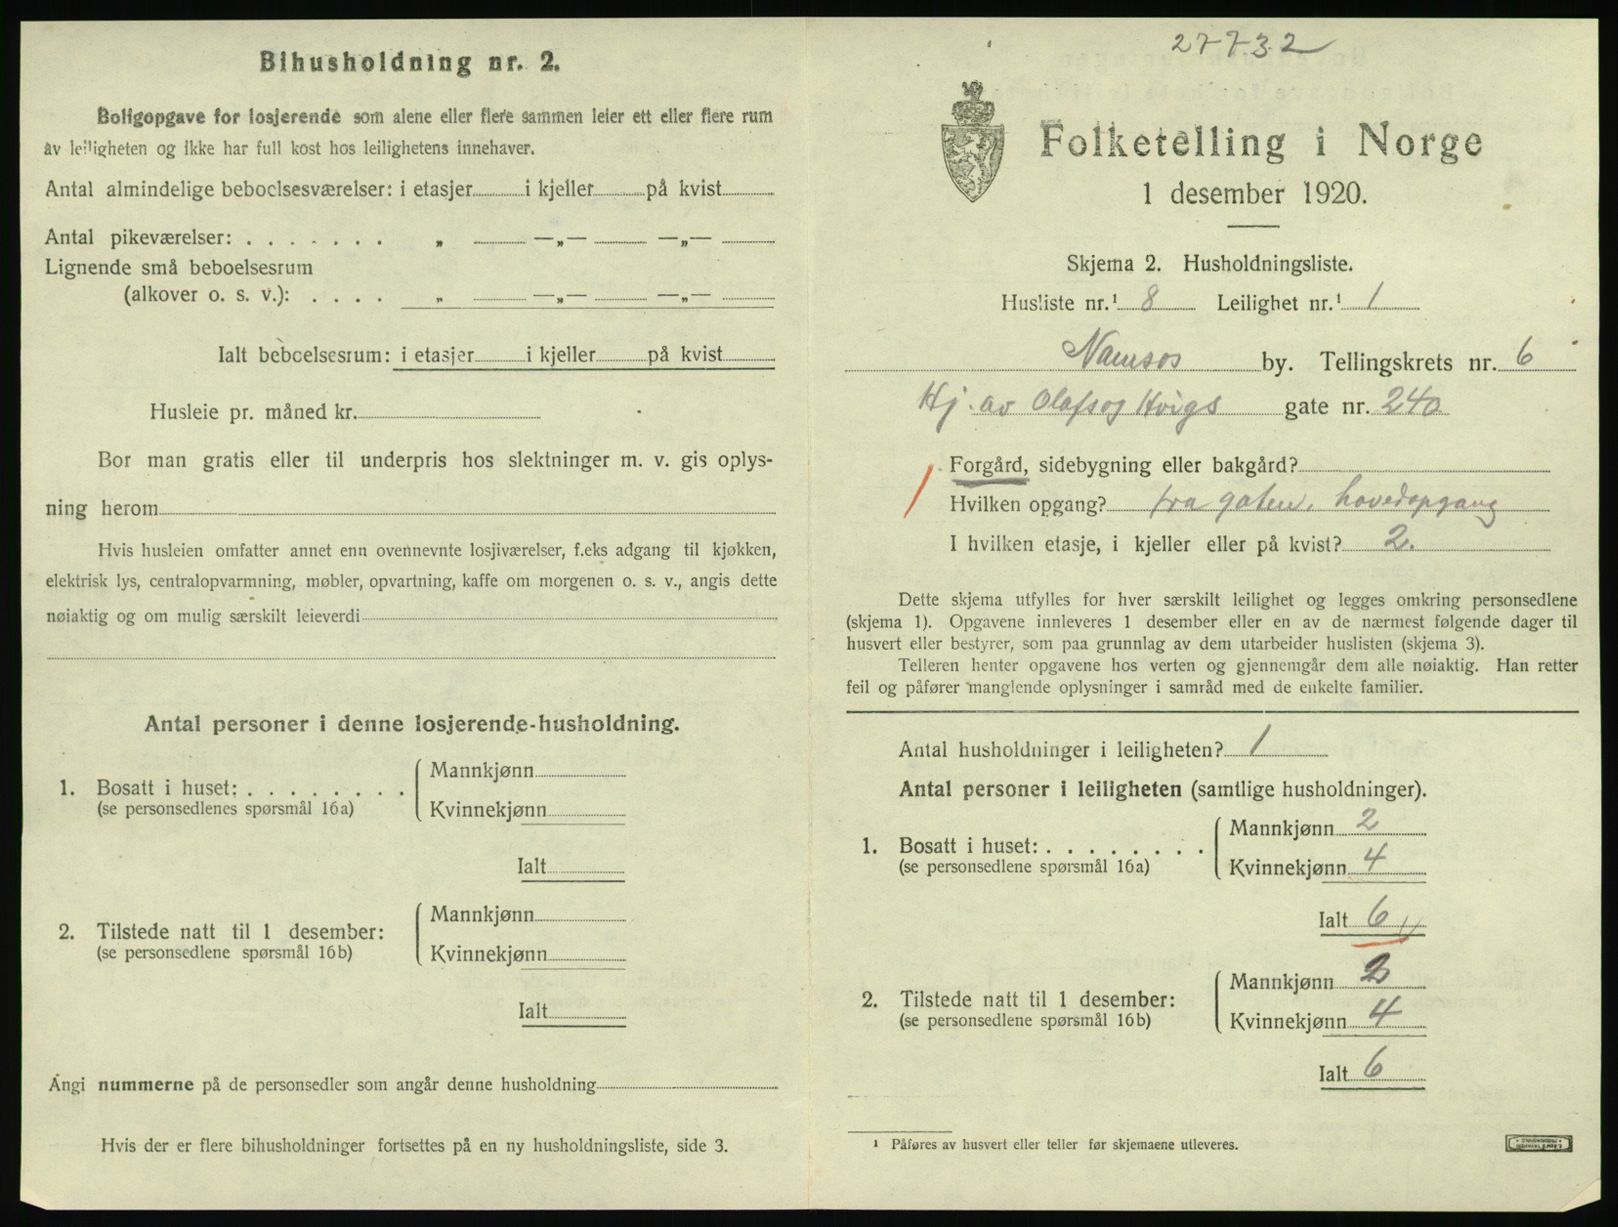 Bihusholdning nr. 2.
Boligopgave for losjerende som alene eller flere sammen leier ett eller flere rum
av leiligheten og ikke har full kost hos leilighetens innehaver.
Antal almindelige beboelsesværelser: i etasjer i kjeller på kvist
Antal pikeværelser: . . . . . . . „ —„— —„—
Lignende små beboelsesrum
(alkover o. s. v.): . . . . „ —„— —„—
Ialt beboelsesrum: i etasjer i kjeller på kvist
Husleie pr. måned kr.
Bor man gratis eller til underpris hos slektninger m. v. gis oplys-
ning herom
Hvis husleien omfatter annet enn ovennevnte losjiværelser, f.eks adgang til kjøkken,
elektrisk lys, centralopvarmning, møbler, opvartning, kaffe om morgenen o. s. v., angis dette
nøiaktig og om mulig særskilt leieverdi
Antal personer i denne losjerende-husholdning.
1. Bosatt i huset: . . . . . . . . Mannkjønn
(se personsedlenes spørsmål 16a) Kvinnekjønn
Ialt
2. Tilstede natt til 1 desember: Mannkjønn
(se personsedlene spørsmål 16b) Kvinnekjønn
Ialt
Angi nummerne på de personsedler som angår denne husholdning
Hvis der er flere bihusholdninger fortsettes på en ny husholdningsliste, side 3.
27732
Folketelling i Norge
1 desember 1920.
Skjema 2. Husholdningsliste.
Husliste nr.¹ 8 Leilighet nr.¹ 1
Namsos by. Tellingskrets nr. 6
Hj. av Olafs og Hvigs gate nr. 240
Forgård, sidebygning eller bakgård?
Hvilken opgang? fra gaten, hovedopgang
I hvilken etasje, i kjeller eller på kvist? 2.
Dette skjema utfylles for hver særskilt leilighet og legges omkring personsedlene
(skjema 1). Opgavene innleveres 1 desember eller en av de nærmest følgende dager til
husvert eller bestyrer, som paa grunnlag av dem utarbeider huslisten (skjema 3).
Telleren henter opgavene hos verten og gjennemgår dem alle nøiaktig. Han retter
feil og påfører manglende oplysninger i samråd med de enkelte familier.
Antal husholdninger i leiligheten? 1
Antal personer i leiligheten (samtlige husholdninger).
1. Bosatt i huset: . . . . . . . . Mannkjønn 2
(se personsedlene spørsmål 16a) Kvinnekjønn 4
Ialt 6
2. Tilstede natt til 1 desember: Mannkjønn 2
(se personsedlene spørsmål 16b) Kvinnekjønn 4
Ialt 6
¹ Påføres av husvert eller teller før skjemaene utleveres.